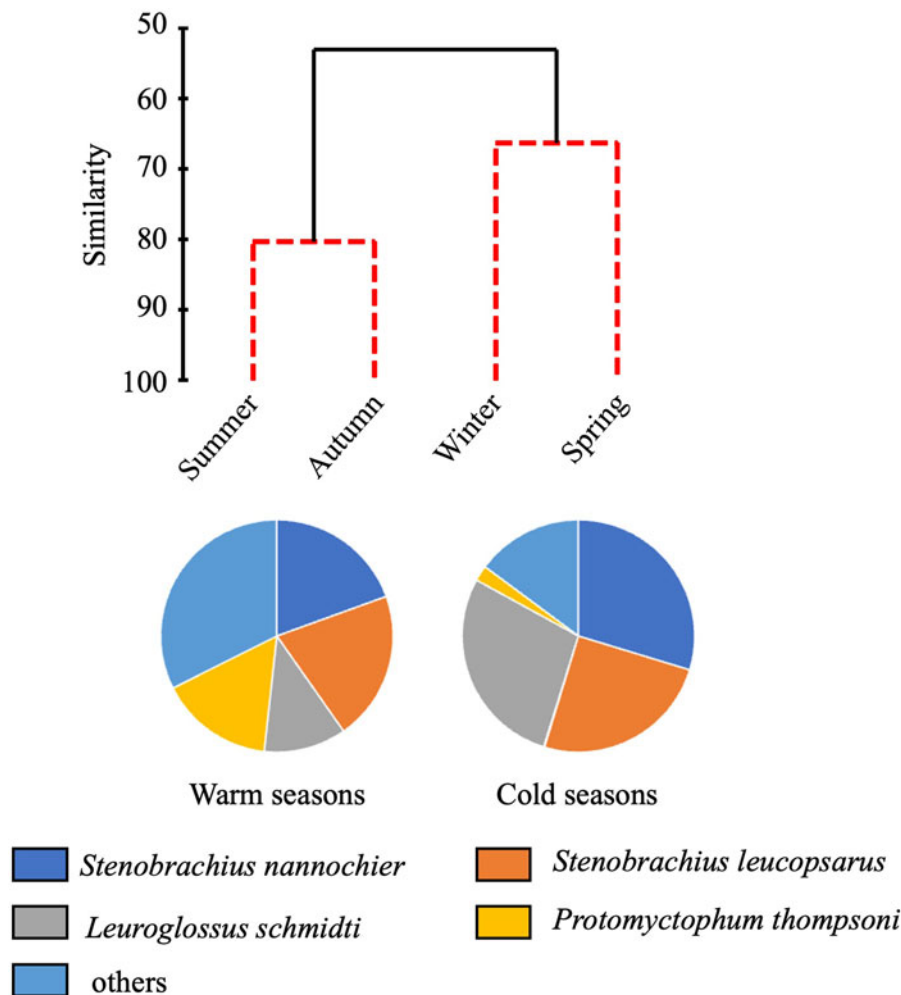 50
60
70
80
90
100
Similarity
Summer
Autumn
Winter
Spring
Warm seasons
Cold seasons
Stenobrachius nannochier
Stenobrachius leucopsarus
Leuroglossus schmidti
Protomyctophum thompsoni
others